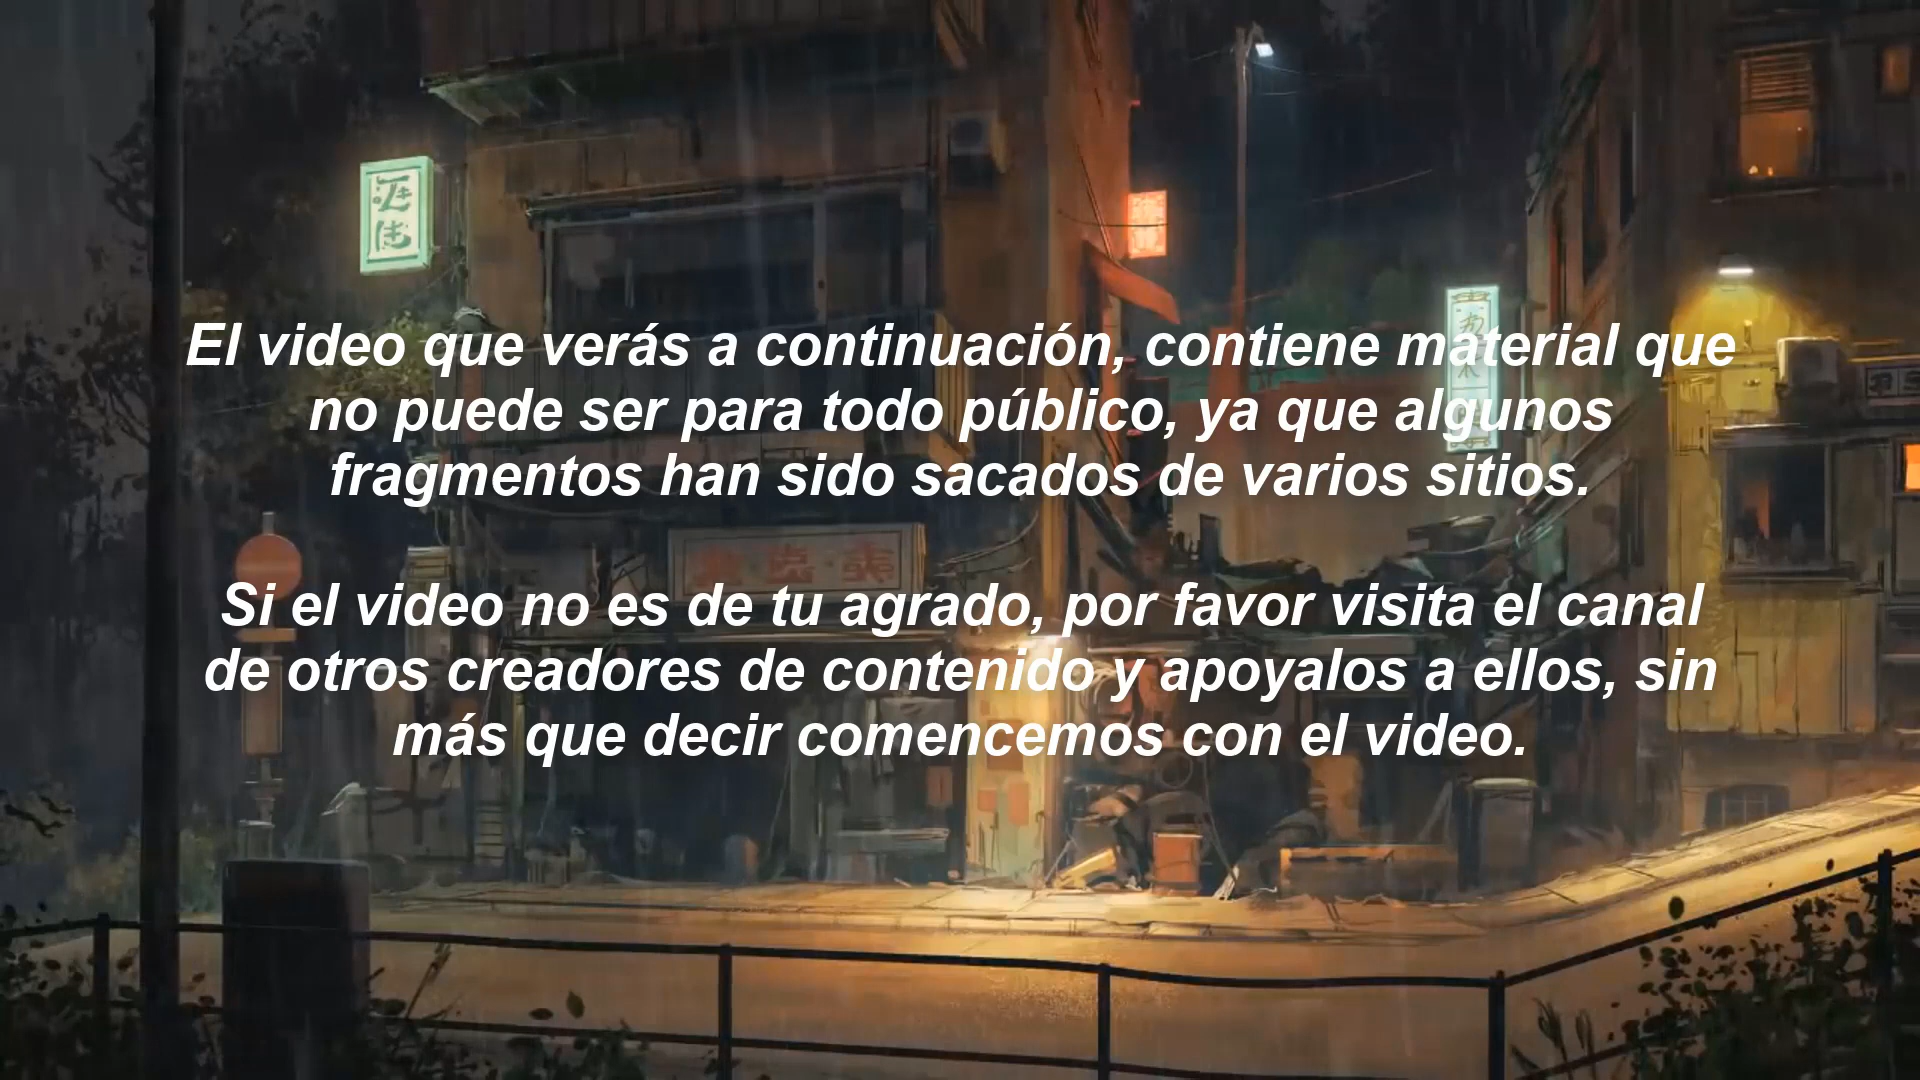 El video que verás a continuación, contiene material que
no puede ser para todo público, ya que algunos
fragmentos han sido sacados de varios sitios.
Si el video no es de tu agrado, por favor visita el canal
de otros creadores de contenido y apoyalos a ellos, sin
más que decir comencemos con el video.